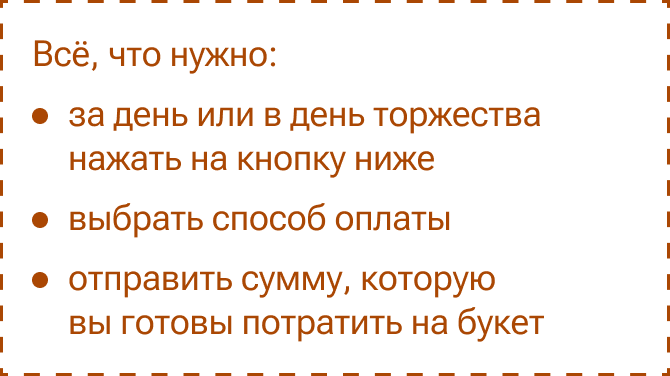 Всё, что нужно:
• за день или в день торжества
нажать на кнопку ниже
• выбрать способ оплаты
• отправить сумму, которую
вы готовы потратить на букет